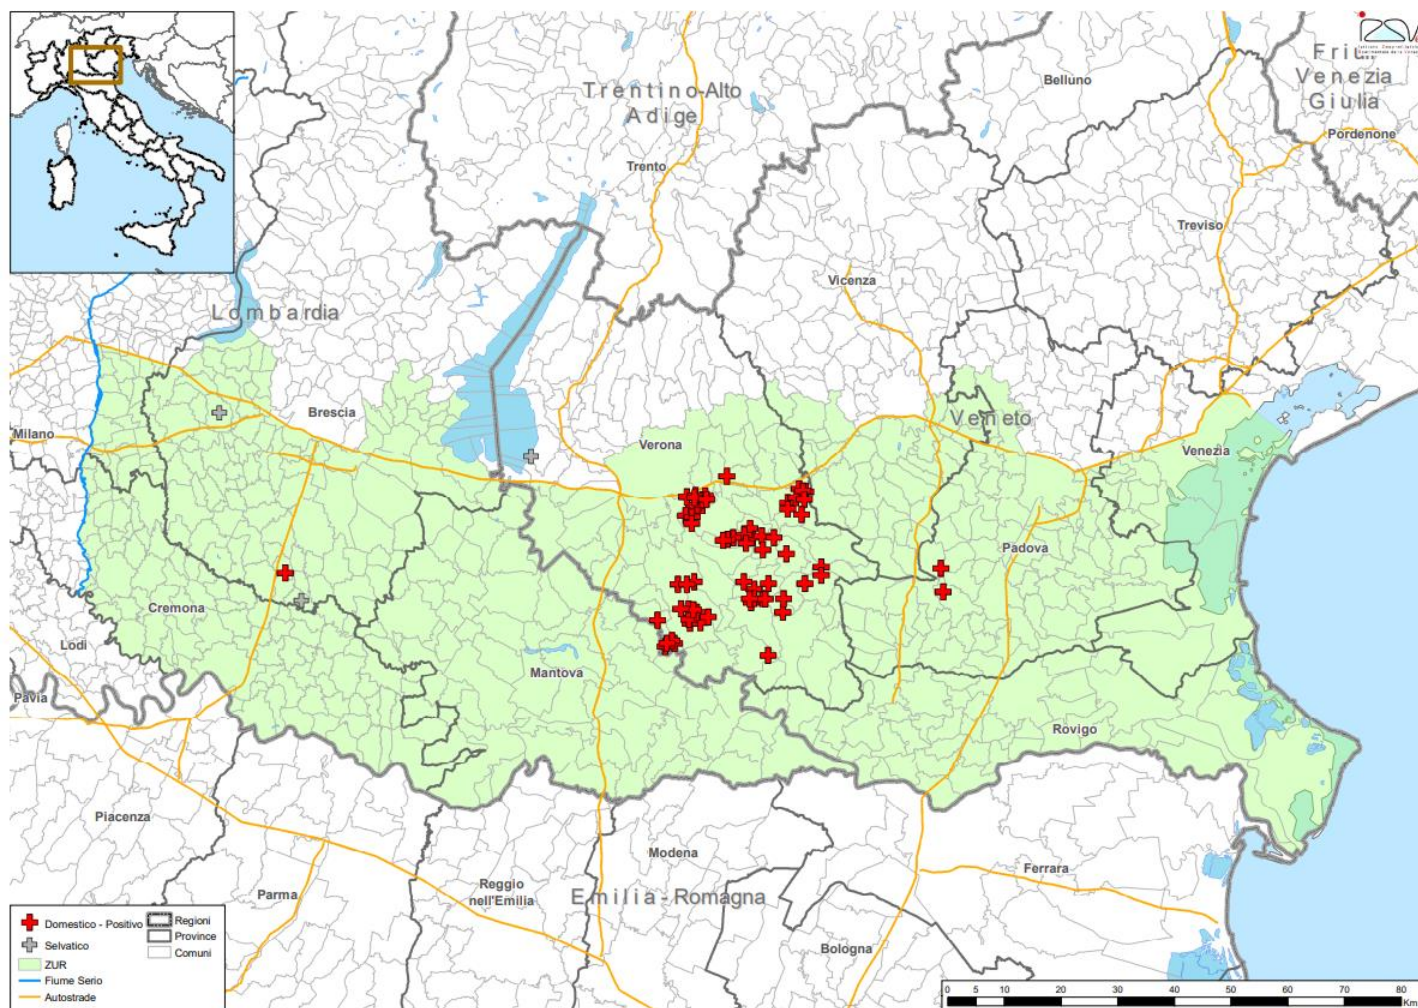 Friuli
Venezia
Giulia
Belluno
Trentino-Alto
Adige
Pordenone
Trento
Treviso
Vicenza
Lombardia
Brescia
Veneto
Milano
Verona
Venezia
Padova
Cremona
Lodi
Mantova
Pavia
Rovigo
Piacenza
Modena
Ferrara
Parma
Reggio
nell'Emilia
Emilia-Romagna
Bologna
Domestico - Positivo
Selvatico
ZUR
Fiume Serio
Autostrade
Regioni
Province
Comuni
0 5 10 20 30 40 50 60 70 80
Km